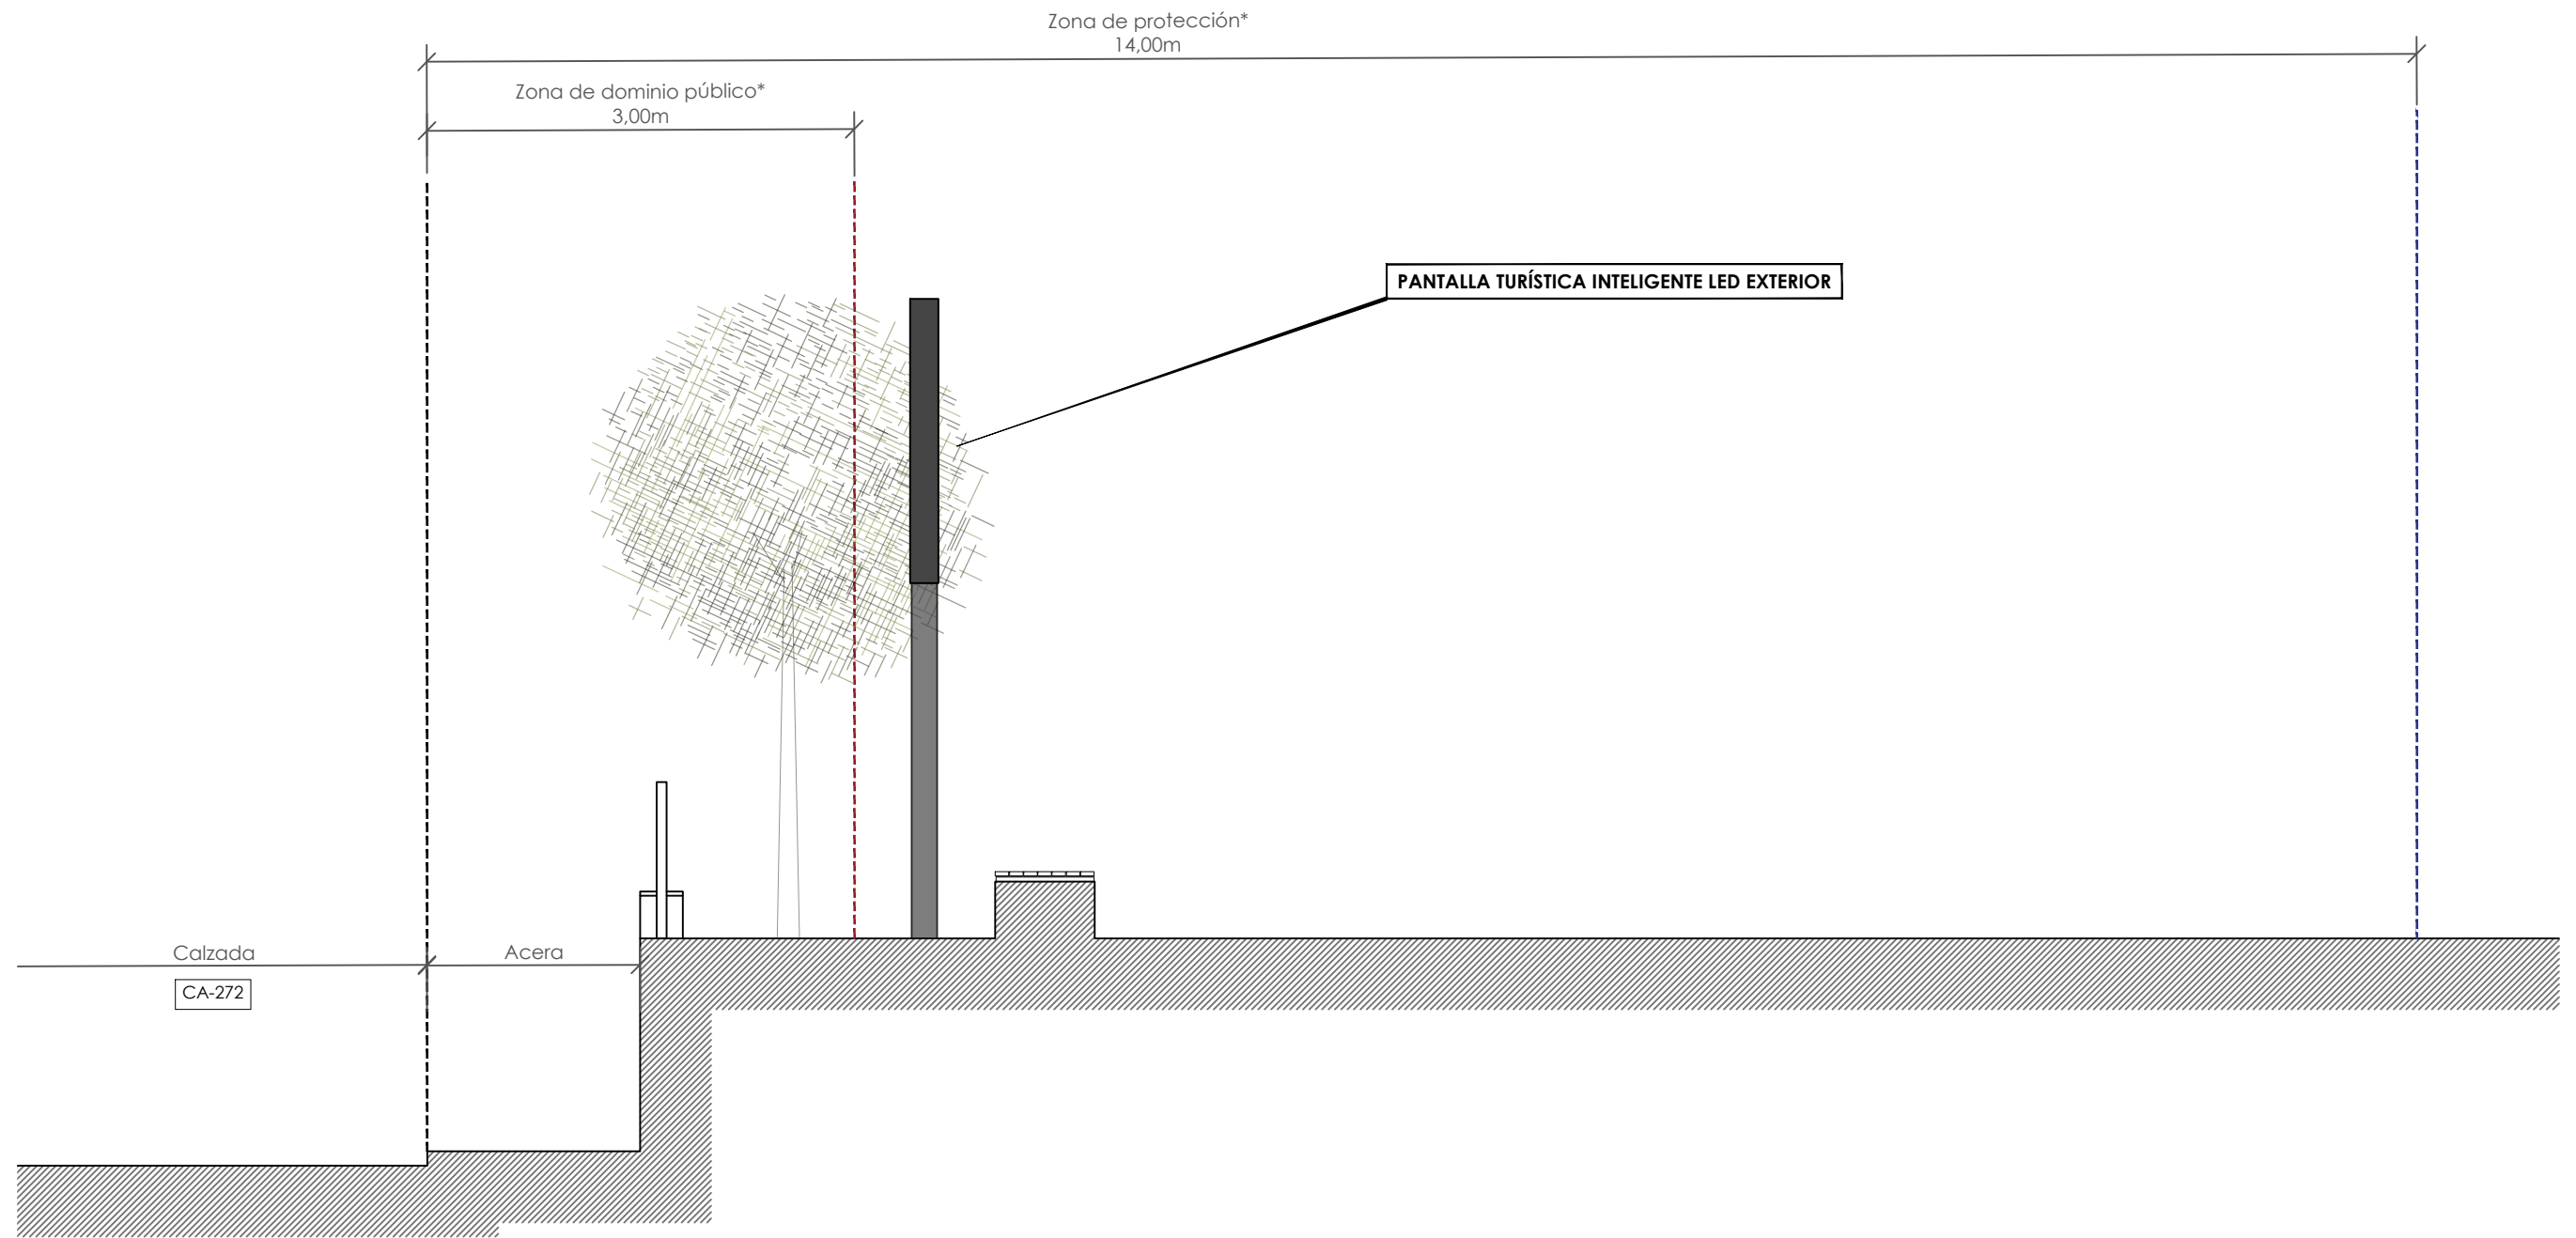 Zona de protección*
14,00m
Zona de dominio público*
3,00m
PANTALLA TURÍSTICA INTELIGENTE LED EXTERIOR
Calzada
Acera
CA-272